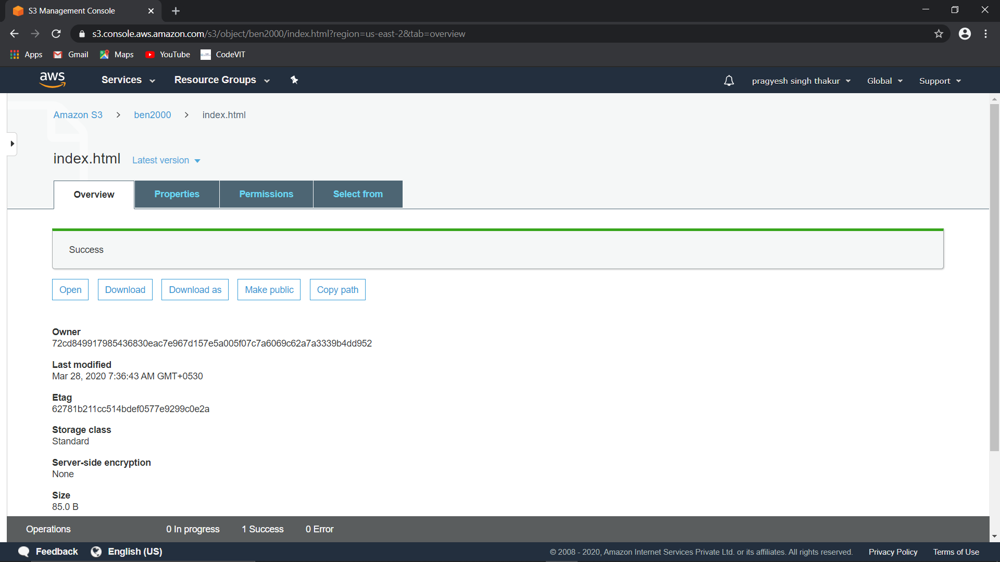 S3 Management Console
s3.console.aws.amazon.com/s3/object/ben2000/index.html?region=us-east-2&tab=overview
Apps Gmail Maps YouTube CodeVIT
aws Services Resource Groups pragyesh singh thakur Global Support
Amazon S3 > ben2000 > index.html
index.html Latest version
Overview Properties Permissions Select from
Success
Open Download Download as Make public Copy path
Owner
72cd849917985436830eac7e967d157e5a005f07c7a6069c62a7a3339b4dd952
Last modified
Mar 28, 2020 7:36:43 AM GMT+0530
Etag
62781b211cc514bdef0577e9299c0e2a
Storage class
Standard
Server-side encryption
None
Size
85.0 B
Operations 0 In progress 1 Success 0 Error
Feedback English (US) © 2008 - 2020, Amazon Internet Services Private Ltd. or its affiliates. All rights reserved. Privacy Policy Terms of Use